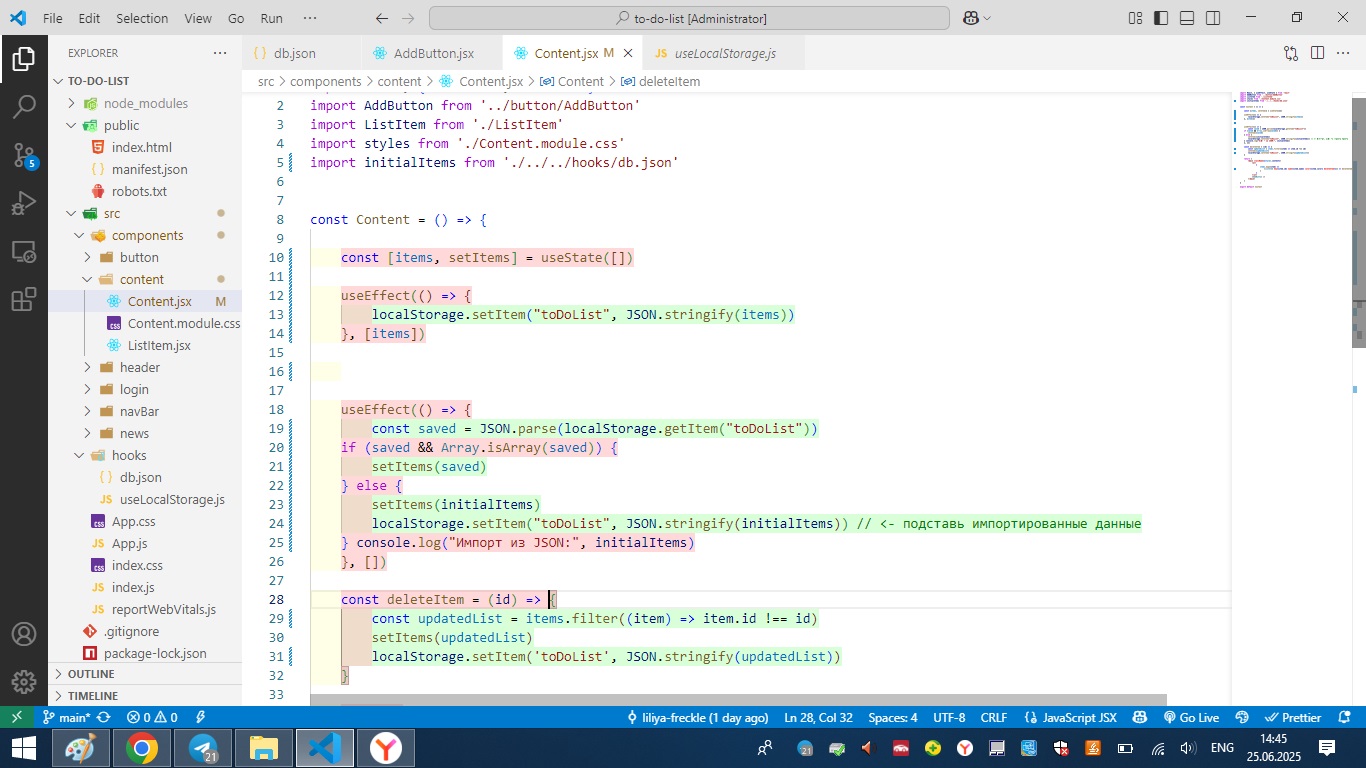 File Edit Selection View Go Run ··· to-do-list [Administrator]
EXPLORER ···
TO-DO-LIST
node_modules
public
index.html
manifest.json
robots.txt
src
components
button
content
Content.jsx M
Content.module.css
ListItem.jsx
header
login
navBar
news
hooks
db.json
useLocalStorage.js
App.css
App.js
index.css
index.js
reportWebVitals.js
.gitignore
package-lock.json
OUTLINE
TIMELINE
5
db.json AddButton.jsx Content.jsx M useLocalStorage.js
src > components > content > Content.jsx > Content > deleteItem
2 import AddButton from '../button/AddButton'
3 import ListItem from './ListItem'
4 import styles from './Content.module.css'
5 import initialItems from './../../hooks/db.json'
6
7
8 const Content = () => {
9
10 const [items, setItems] = useState([])
11
12 useEffect(() => {
13 localStorage.setItem("toDoList", JSON.stringify(items))
14 }, [items])
15
16
17
18 useEffect(() => {
19 const saved = JSON.parse(localStorage.getItem("toDoList"))
20 if (saved && Array.isArray(saved)) {
21 setItems(saved)
22 } else {
23 setItems(initialItems)
24 localStorage.setItem("toDoList", JSON.stringify(initialItems)) // <- подставь импортированные данные
25 } console.log("Импорт из JSON:", initialItems)
26 }, [])
27
28 const deleteItem = (id) => {
29 const updatedList = items.filter((item) => item.id !== id)
30 setItems(updatedList)
31 localStorage.setItem('toDoList', JSON.stringify(updatedList))
32 }
33
main* 0 0 liliya-freckle (1 day ago) Ln 28, Col 32 Spaces: 4 UTF-8 CRLF JavaScript JSX Go Live Prettier
21 21 ENG 14:45
25.06.2025